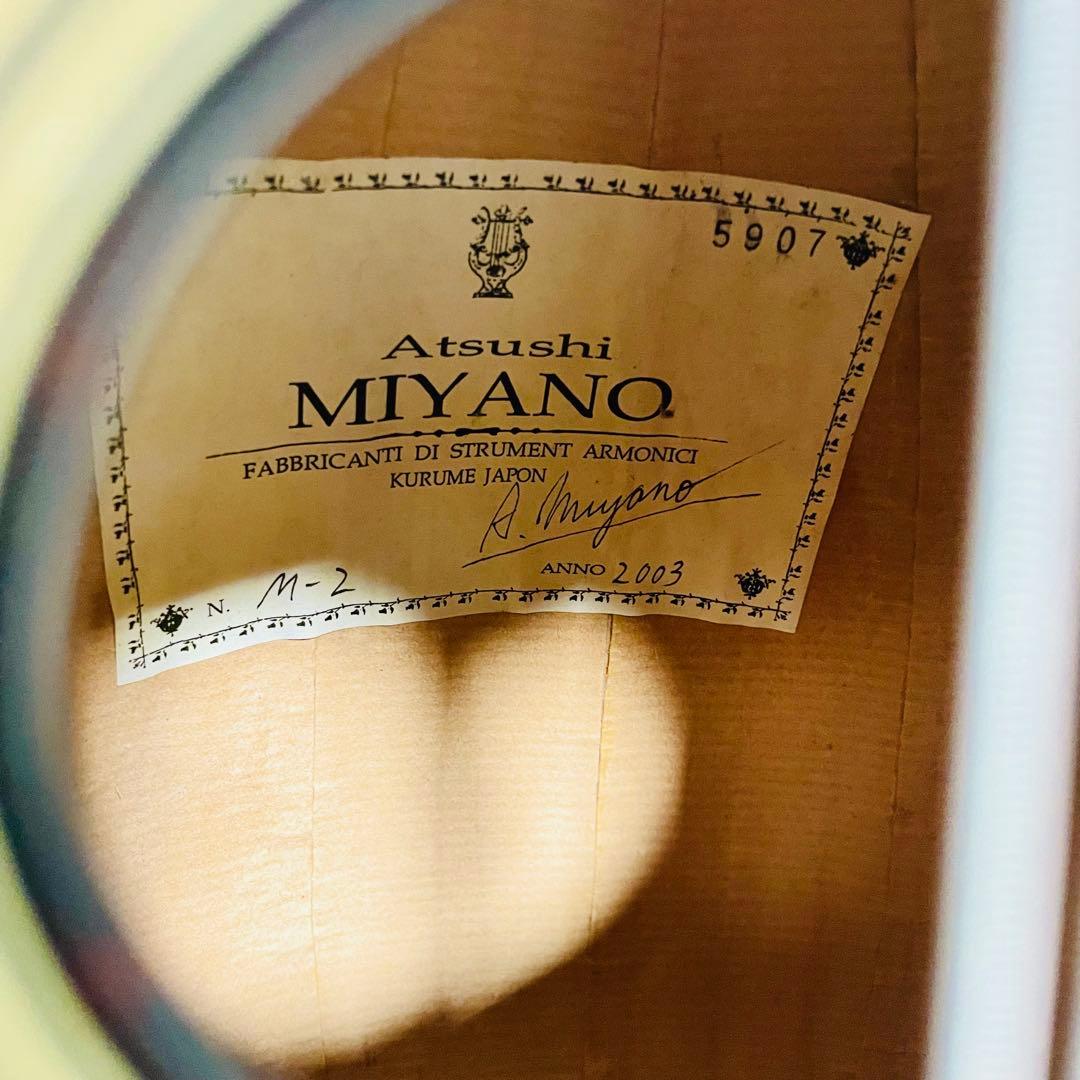 5907
Atsushi
MIYANO
FABBRICANTI DI STRUMENT ARMONICI
KURUME JAPON
A. Miyano
ANNO 2003
N. M-2